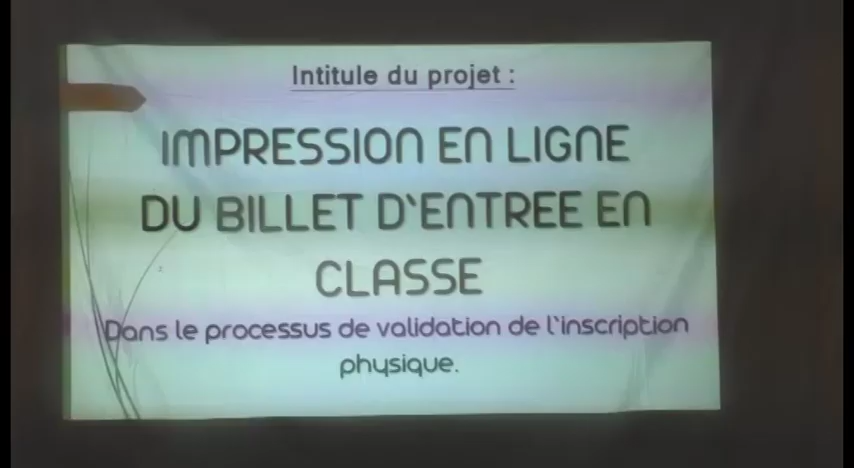 Intitule du projet :
IMPRESSION EN LIGNE
DU BILLET D'ENTREE EN
CLASSE
Dans le processus de validation de l'inscription
physique.